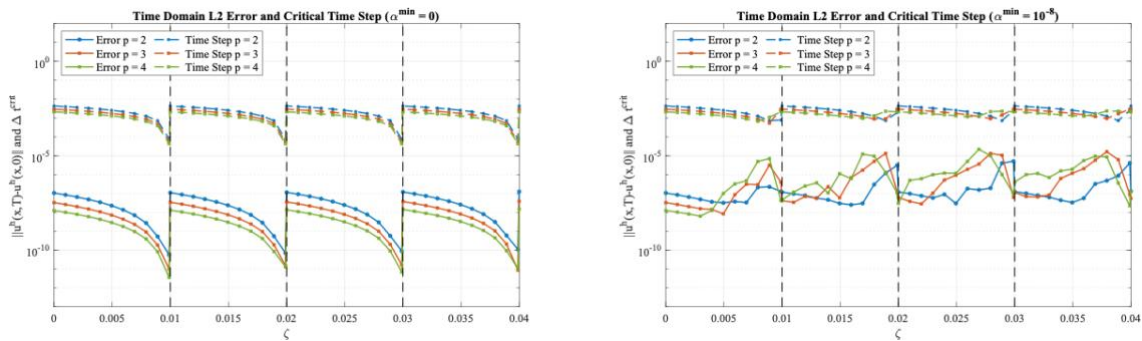 Time Domain L2 Error and Critical Time Step (α^min = 0)
Error p = 2
Error p = 3
Error p = 4
Time Step p = 2
Time Step p = 3
Time Step p = 4
||u^h(x,T)-u^h(x,0)|| and Δ t^crit
10^0
10^-5
10^-10
0
0.005
0.01
0.015
0.02
0.025
0.03
0.035
0.04
ζ
Time Domain L2 Error and Critical Time Step (α^min = 10^-8)
Error p = 2
Error p = 3
Error p = 4
Time Step p = 2
Time Step p = 3
Time Step p = 4
||u^h(x,T)-u^h(x,0)|| and Δ t^crit
10^0
10^-5
10^-10
0
0.005
0.01
0.015
0.02
0.025
0.03
0.035
0.04
ζ